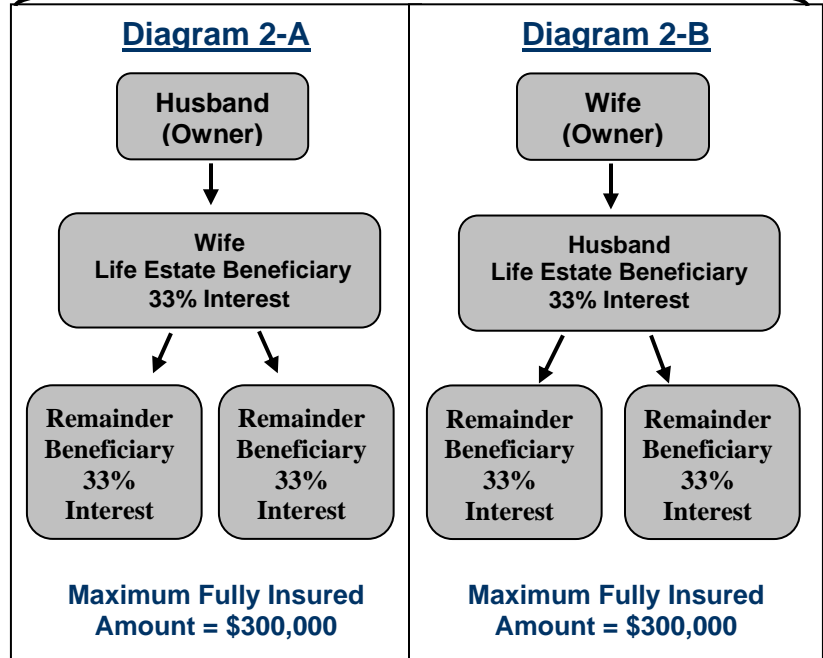 Diagram 2-A
Husband
(Owner)
Wife
Life Estate Beneficiary
33% Interest
Remainder
Beneficiary
33%
Interest
Remainder
Beneficiary
33%
Interest
Maximum Fully Insured
Amount = $300,000
Diagram 2-B
Wife
(Owner)
Husband
Life Estate Beneficiary
33% Interest
Remainder
Beneficiary
33%
Interest
Remainder
Beneficiary
33%
Interest
Maximum Fully Insured
Amount = $300,000